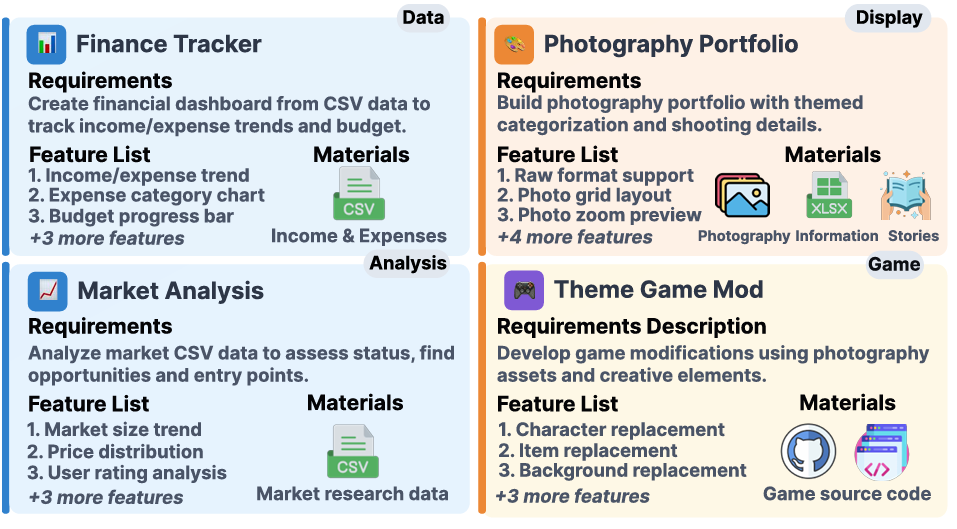 Data
Finance Tracker
Requirements
Create financial dashboard from CSV data to
track income/expense trends and budget.
Feature List
1. Income/expense trend
2. Expense category chart
3. Budget progress bar
+3 more features
Materials
CSV
Income & Expenses
Display
Photography Portfolio
Requirements
Build photography portfolio with themed
categorization and shooting details.
Feature List
1. Raw format support
2. Photo grid layout
3. Photo zoom preview
+4 more features
Materials
XLSX
Photography Information Stories
Analysis
Market Analysis
Requirements
Analyze market CSV data to assess status, find
opportunities and entry points.
Feature List
1. Market size trend
2. Price distribution
3. User rating analysis
+3 more features
Materials
CSV
Market research data
Game
Theme Game Mod
Requirements Description
Develop game modifications using photography
assets and creative elements.
Feature List
1. Character replacement
2. Item replacement
3. Background replacement
+3 more features
Materials
</>
Game source code